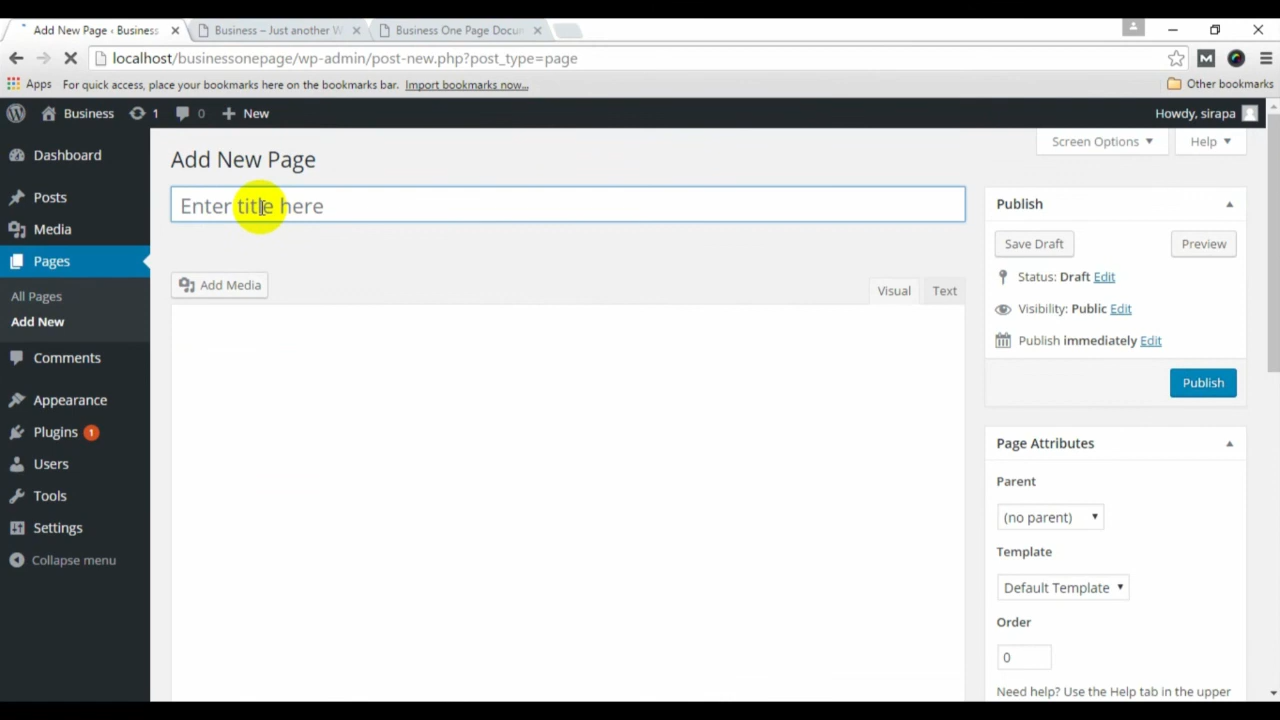 Add New Page ‹ Business
Business – Just another W
Business One Page Docum
localhost/businessonepage/wp-admin/post-new.php?post_type=page
Apps For quick access, place your bookmarks here on the bookmarks bar. Import bookmarks now...
Other bookmarks
Business 1 0 New
Howdy, sirapa
Screen Options Help
Dashboard
Posts
Media
Pages
All Pages
Add New
Comments
Appearance
Plugins 1
Users
Tools
Settings
Collapse menu
Add New Page
Enter title here
Add Media
Visual Text
Publish
Save Draft Preview
Status: Draft Edit
Visibility: Public Edit
Publish immediately Edit
Publish
Page Attributes
Parent
(no parent)
Template
Default Template
Order
0
Need help? Use the Help tab in the upper